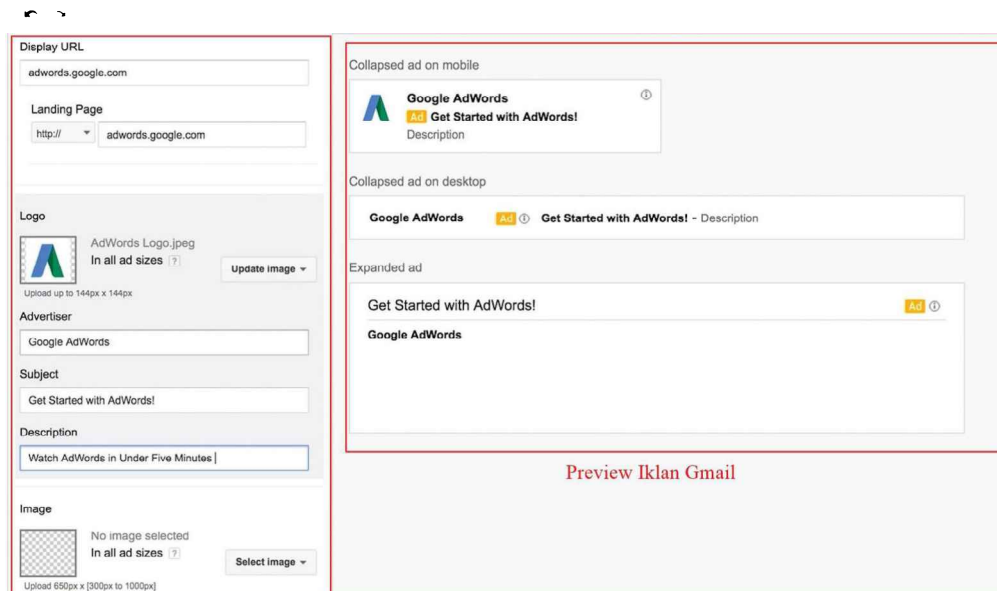 Display URL
adwords.google.com
Landing Page
http:// adwords.google.com
Logo
AdWords Logo.jpeg
In all ad sizes ?
Update image
Upload up to 144px x 144px
Advertiser
Google AdWords
Subject
Get Started with AdWords!
Description
Watch AdWords in Under Five Minutes
Image
No image selected
In all ad sizes ?
Select image
Upload 650px x [300px to 1000px]
Collapsed ad on mobile
Google AdWords
Ad Get Started with AdWords!
Description
Collapsed ad on desktop
Google AdWords Ad Get Started with AdWords! - Description
Expanded ad
Get Started with AdWords! Ad
Google AdWords
Preview Iklan Gmail